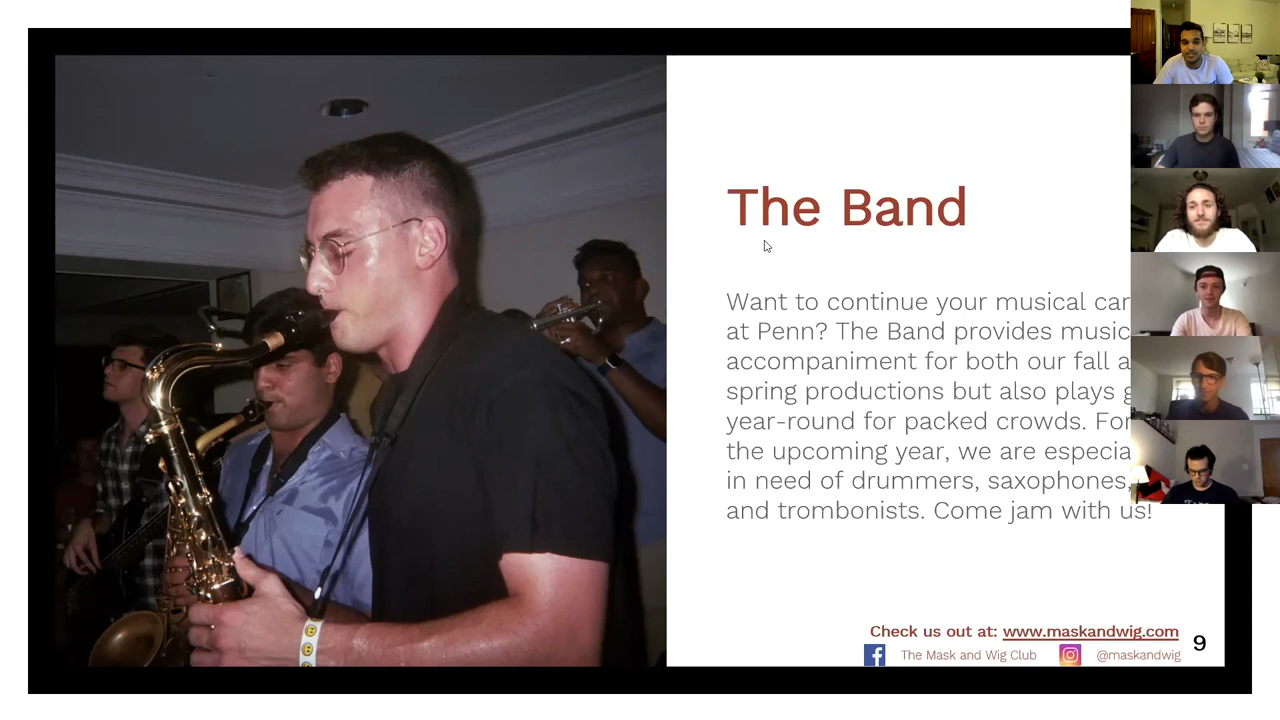 The Band
Want to continue your musical car
at Penn? The Band provides music
accompaniment for both our fall a
spring productions but also plays g
year-round for packed crowds. For
the upcoming year, we are especia
in need of drummers, saxophones,
and trombonists. Come jam with us!
Check us out at: www.maskandwig.com
9
The Mask and Wig Club @maskandwig